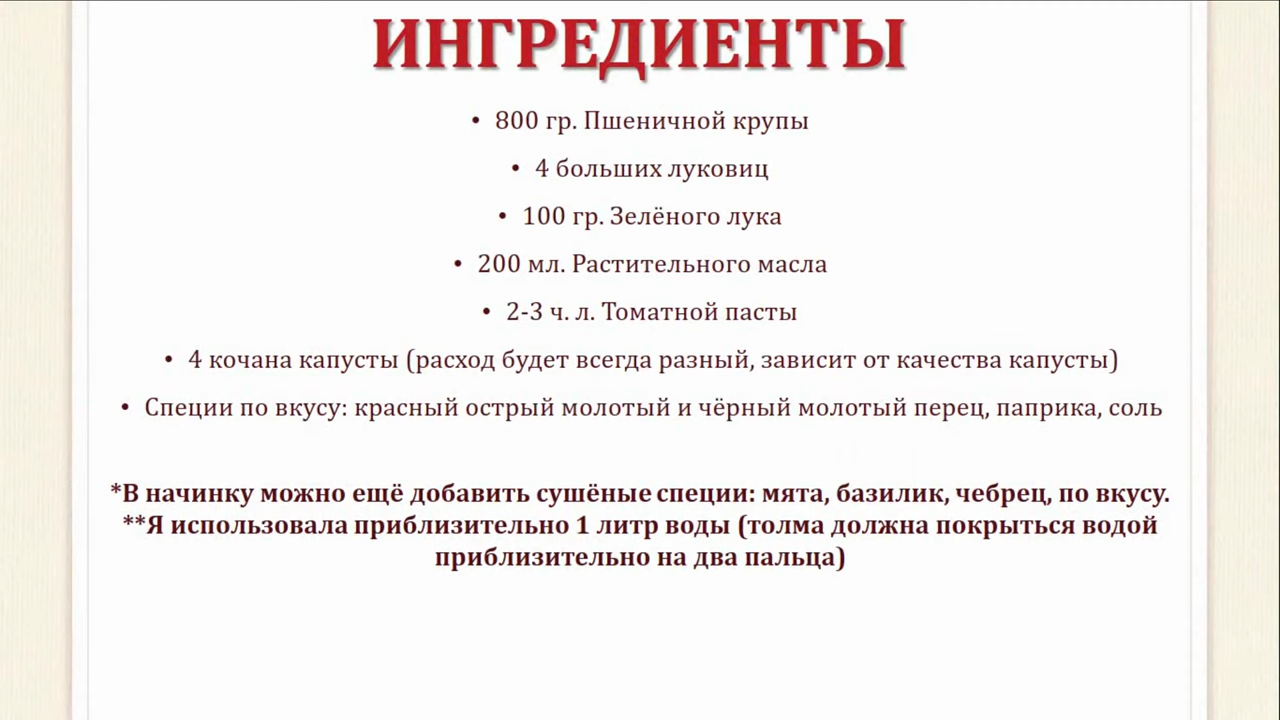 ИНГРЕДИЕНТЫ
• 800 гр. Пшеничной крупы
• 4 больших луковиц
• 100 гр. Зелёного лука
• 200 мл. Растительного масла
• 2-3 ч. л. Томатной пасты
• 4 кочана капусты (расход будет всегда разный, зависит от качества капусты)
• Специи по вкусу: красный острый молотый и чёрный молотый перец, паприка, соль
*В начинку можно ещё добавить сушёные специи: мята, базилик, чебрец, по вкусу.
**Я использовала приблизительно 1 литр воды (толма должна покрыться водой
приблизительно на два пальца)